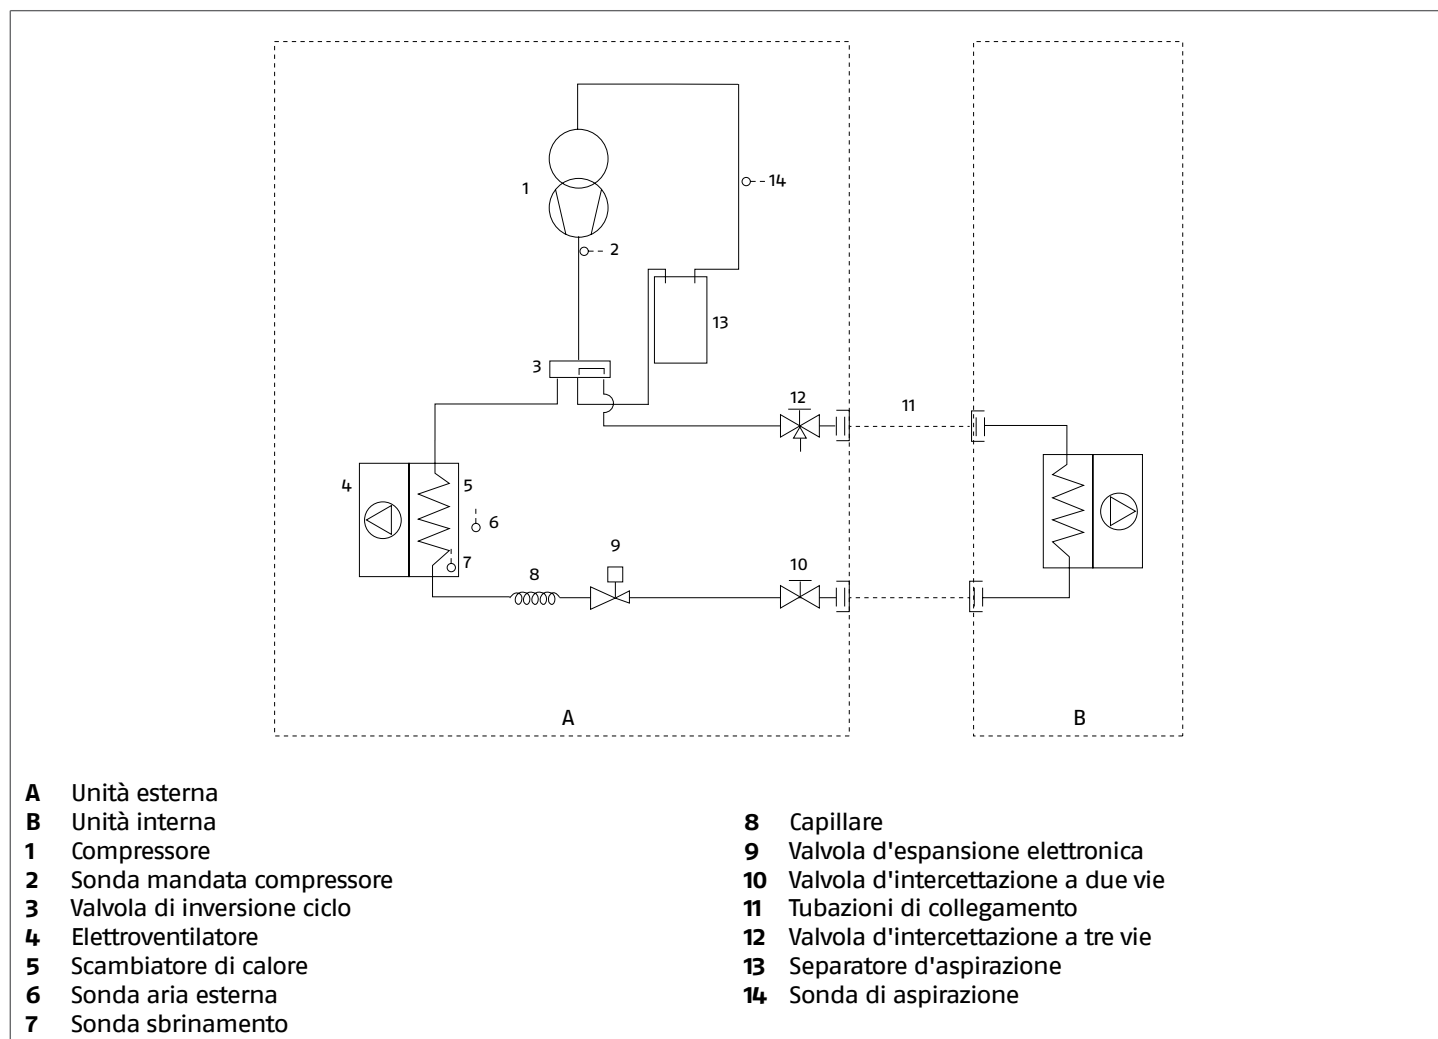 14
1
2
13
3
12
11
4
5
6
7
9
8
10
A
B
A Unità esterna
B Unità interna
1 Compressore
2 Sonda mandata compressore
3 Valvola di inversione ciclo
4 Elettroventilatore
5 Scambiatore di calore
6 Sonda aria esterna
7 Sonda sbrinamento
8 Capillare
9 Valvola d'espansione elettronica
10 Valvola d'intercettazione a due vie
11 Tubazioni di collegamento
12 Valvola d'intercettazione a tre vie
13 Separatore d'aspirazione
14 Sonda di aspirazione